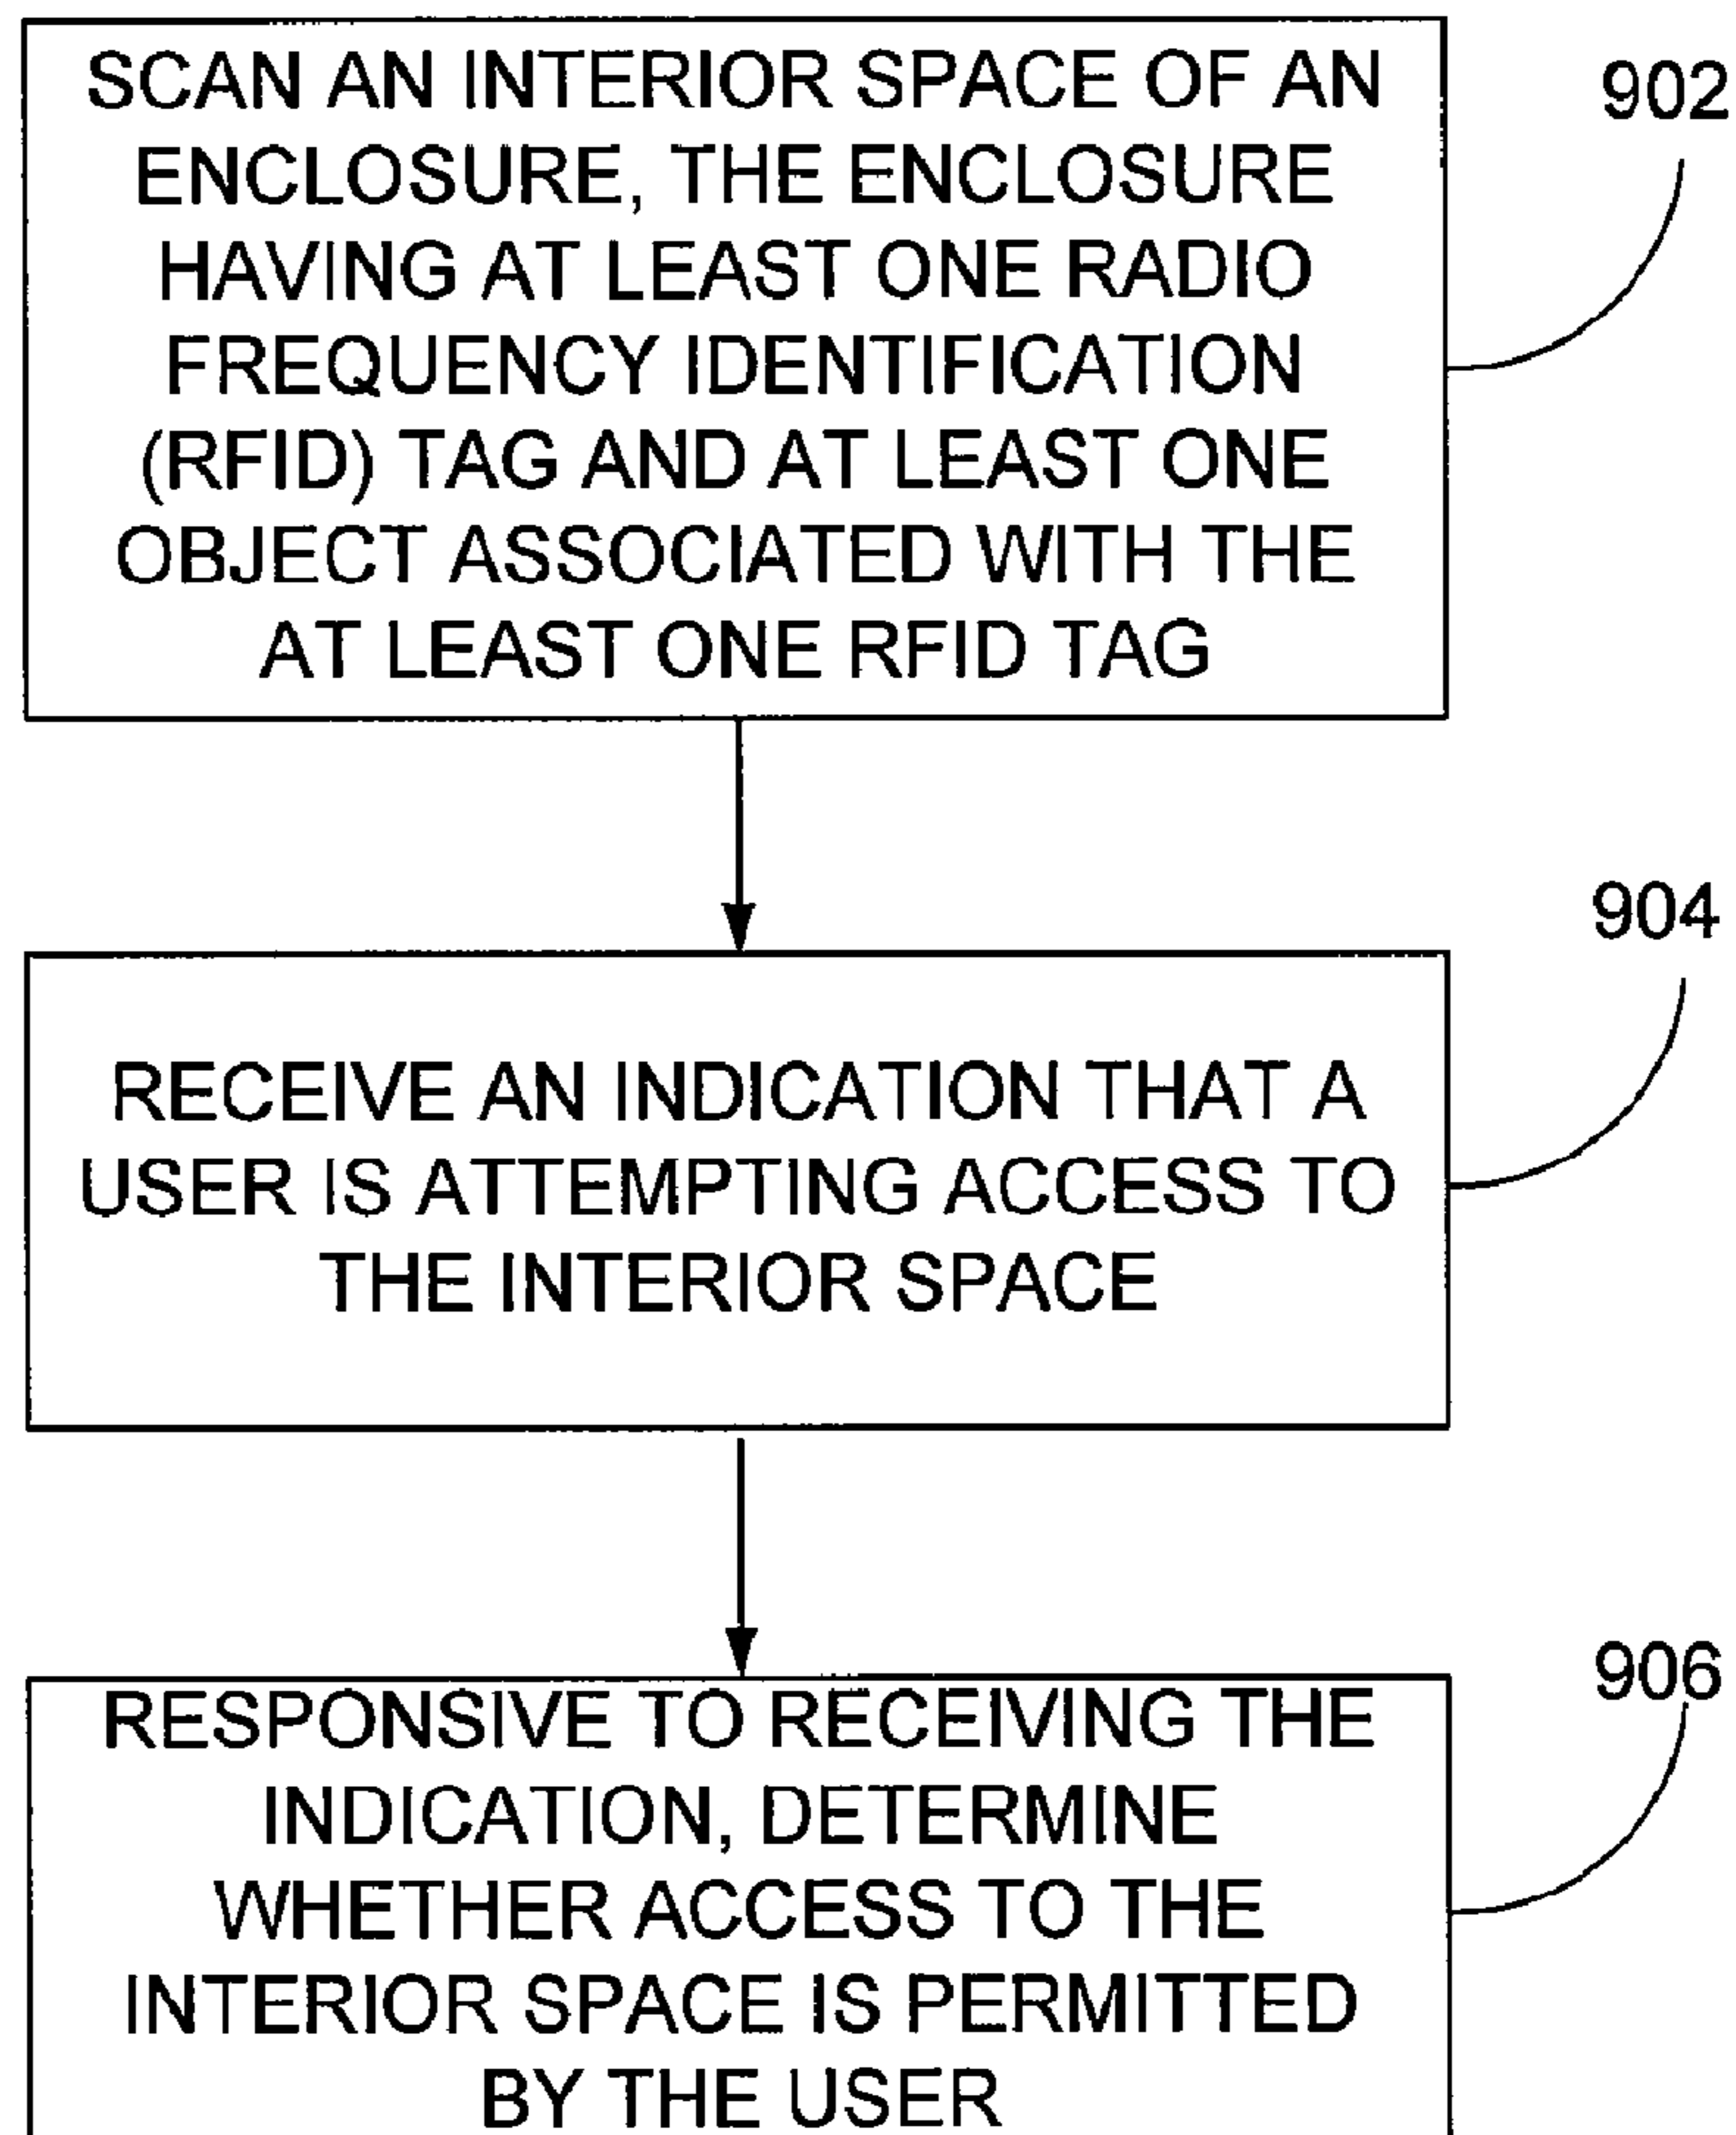 SCAN AN INTERIOR SPACE OF AN
ENCLOSURE, THE ENCLOSURE
HAVING AT LEAST ONE RADIO
FREQUENCY IDENTIFICATION
(RFID) TAG AND AT LEAST ONE
OBJECT ASSOCIATED WITH THE
AT LEAST ONE RFID TAG
902
RECEIVE AN INDICATION THAT A
USER IS ATTEMPTING ACCESS TO
THE INTERIOR SPACE
904
RESPONSIVE TO RECEIVING THE
INDICATION, DETERMINE
WHETHER ACCESS TO THE
INTERIOR SPACE IS PERMITTED
BY THE USER
906